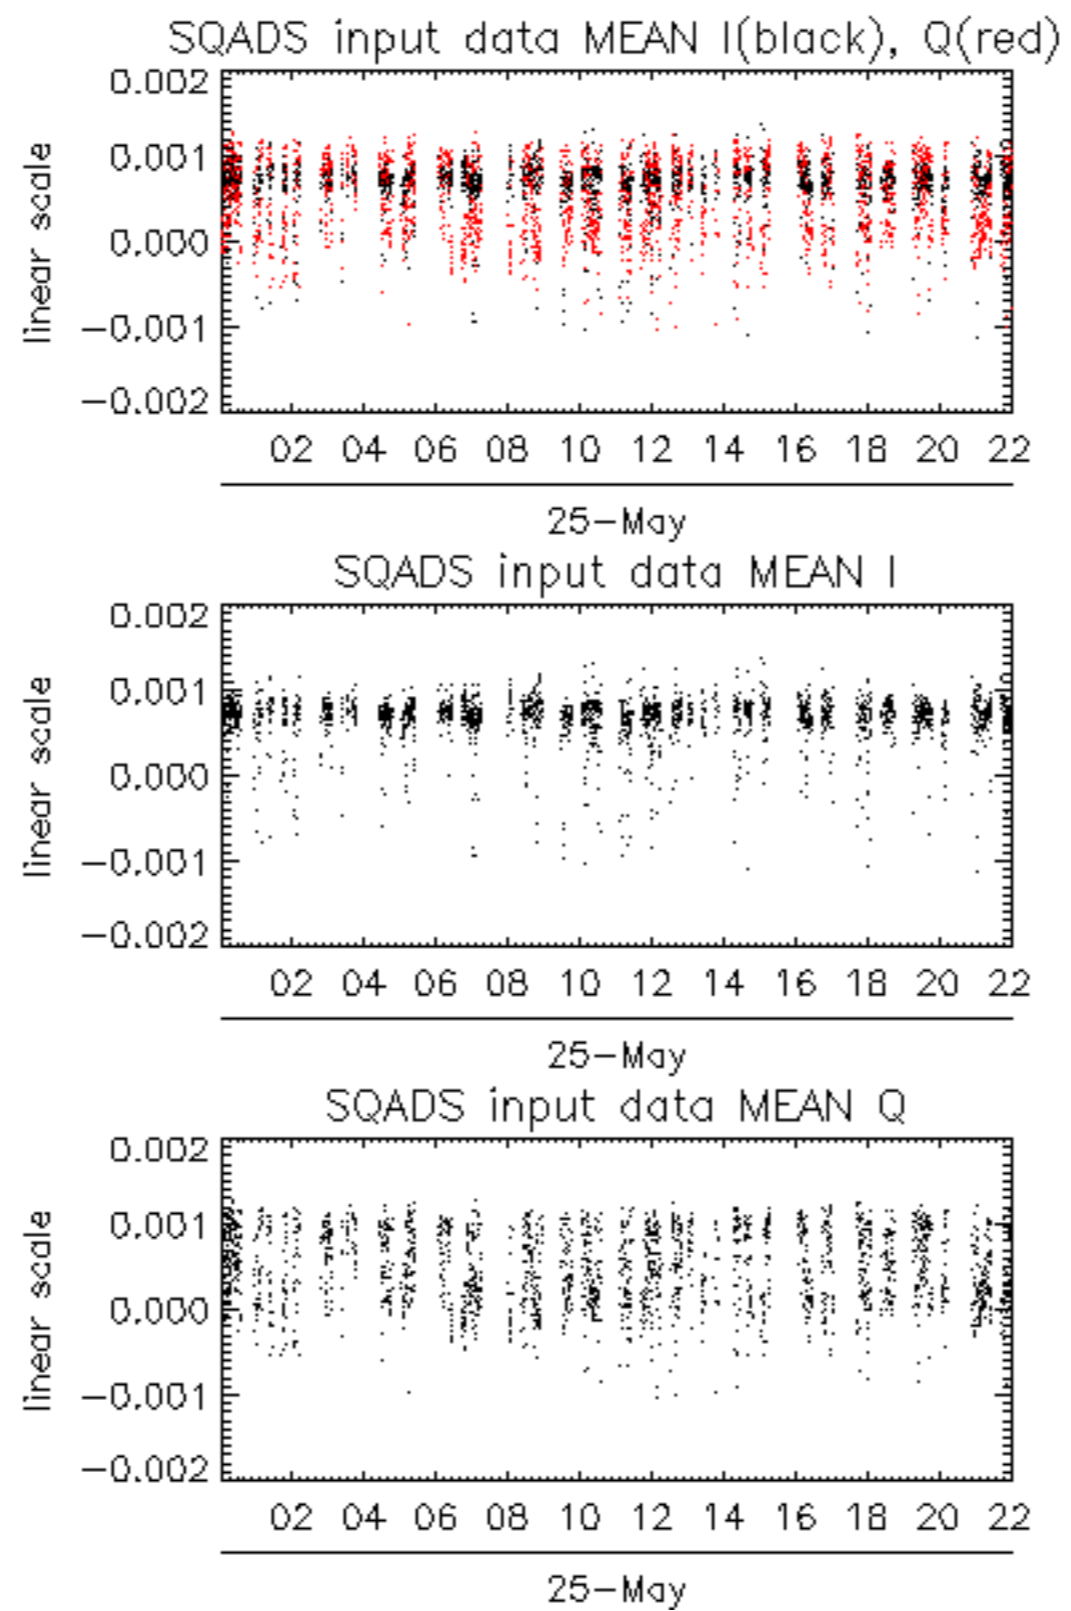 SQADS input data MEAN I(black), Q(red)
0.002
0.001
0.000
−0.001
−0.002
linear scale
02 04 06 08 10 12 14 16 18 20 22
25−May
SQADS input data MEAN I
0.002
0.001
0.000
−0.001
−0.002
linear scale
02 04 06 08 10 12 14 16 18 20 22
25−May
SQADS input data MEAN Q
0.002
0.001
0.000
−0.001
−0.002
linear scale
02 04 06 08 10 12 14 16 18 20 22
25−May